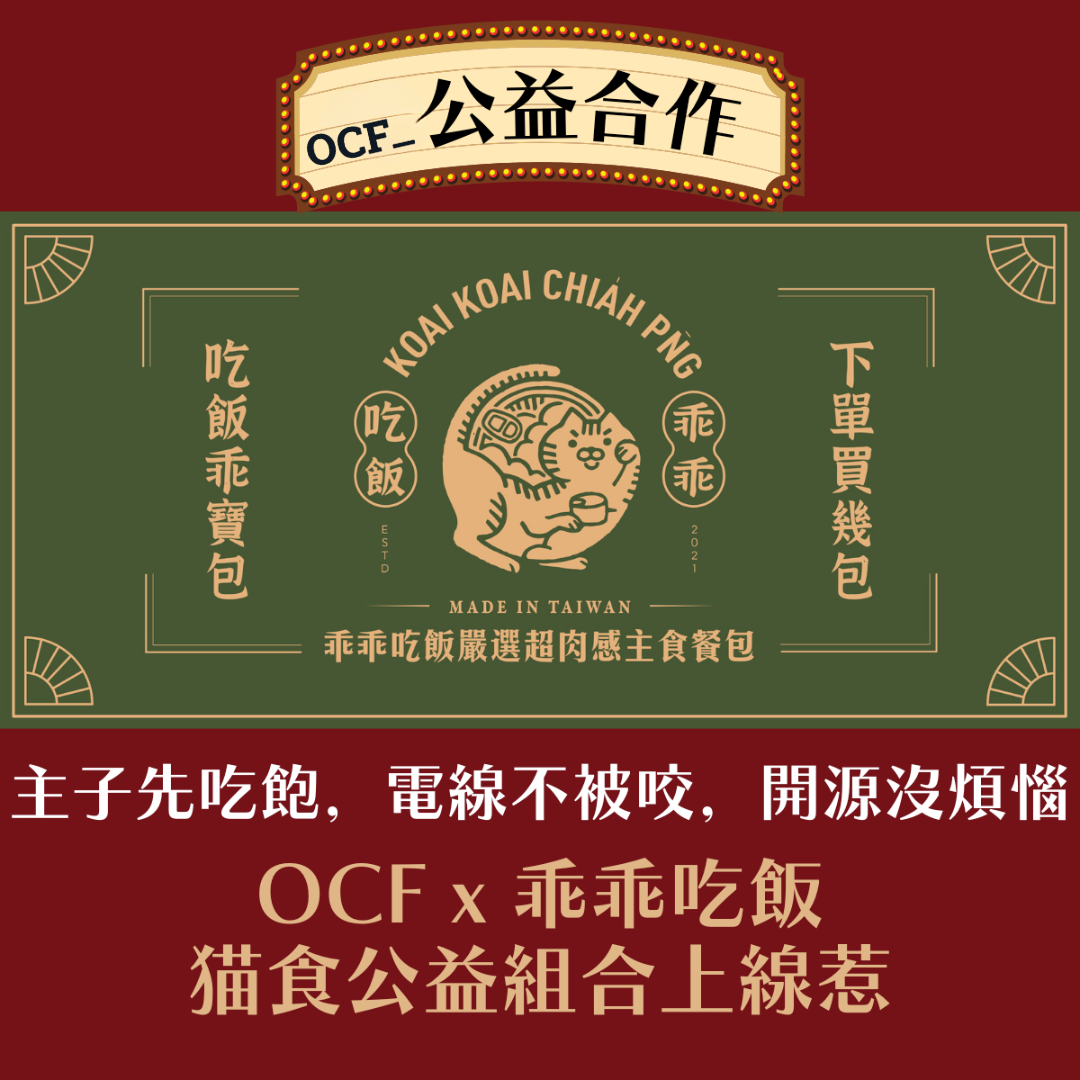 OCF_公益合作
KOAI KOAI CHIA̍H PN̄G
吃飯乖寶包
吃飯
乖乖
下單買幾包
ESTD
2021
MADE IN TAIWAN
乖乖吃飯嚴選超肉感主食餐包
主子先吃飽，電線不被咬，開源沒煩惱
OCF x 乖乖吃飯
猫食公益組合上線惹